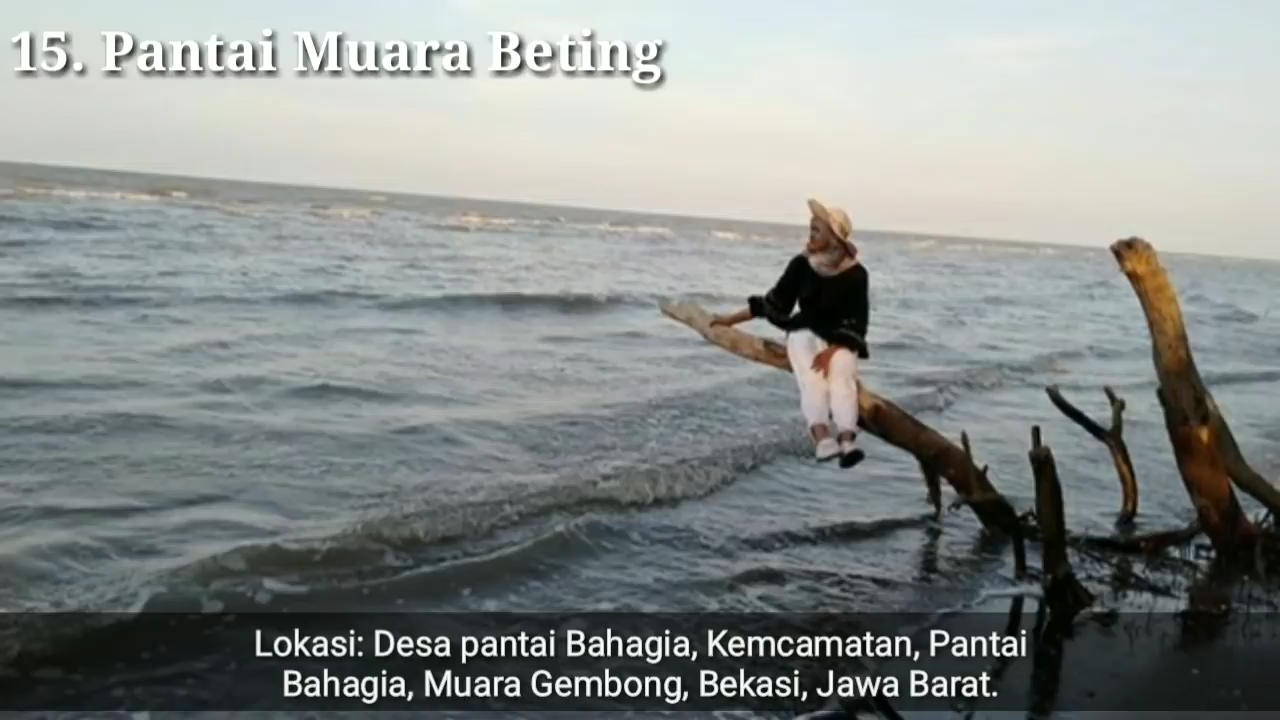 15. Pantai Muara Beting
Lokasi: Desa pantai Bahagia, Kemcamatan, Pantai
Bahagia, Muara Gembong, Bekasi, Jawa Barat.